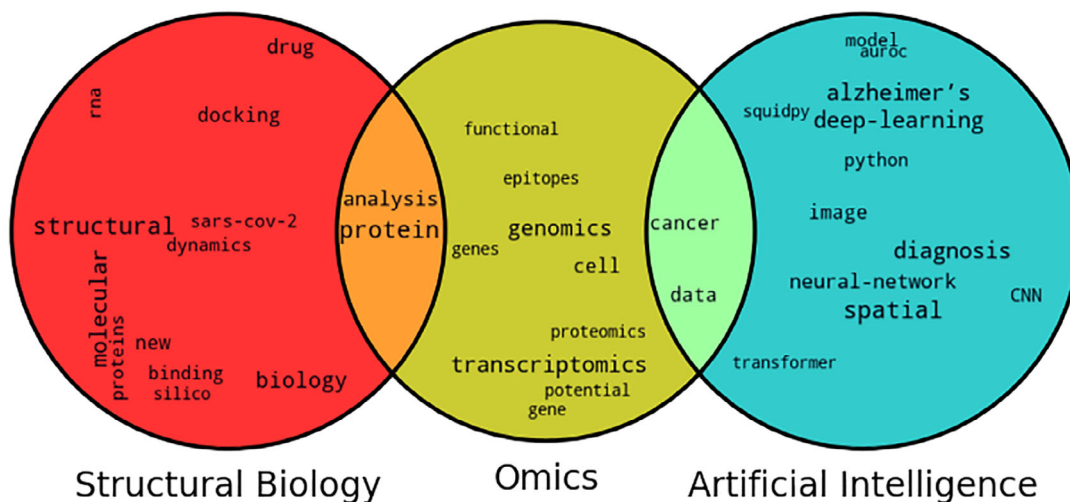 drug
rna
docking
structural
sars-cov-2
dynamics
molecular
proteins
new
binding
silico
biology
analysis
protein
functional
epitopes
genomics
genes
cell
proteomics
transcriptomics
potential
gene
cancer
data
model
auroc
alzheimer's
squidpy
deep-learning
python
image
diagnosis
neural-network
CNN
spatial
transformer
Structural Biology
Omics
Artificial Intelligence